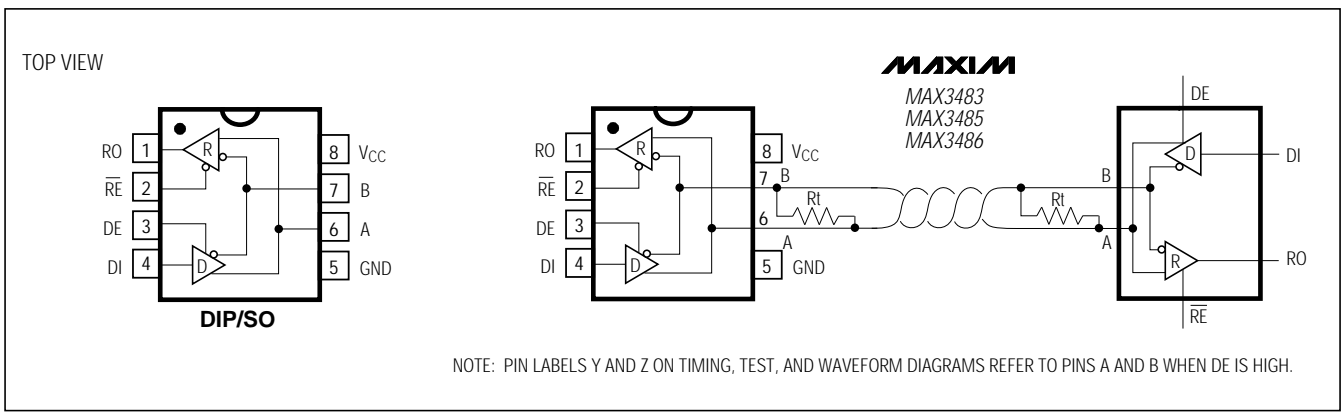 TOP VIEW
MAXIM
MAX3483
MAX3485
MAX3486
RO 1
R
8 VCC
RE 2
7 B
DE 3
6 A
DI 4
D
5 GND
DIP/SO
RO 1
R
8 VCC
RE 2
7 B
DE 3
6 A
DI 4
D
5 GND
Rt
Rt
DE
D
DI
B
A
R
RO
RE
NOTE: PIN LABELS Y AND Z ON TIMING, TEST, AND WAVEFORM DIAGRAMS REFER TO PINS A AND B WHEN DE IS HIGH.